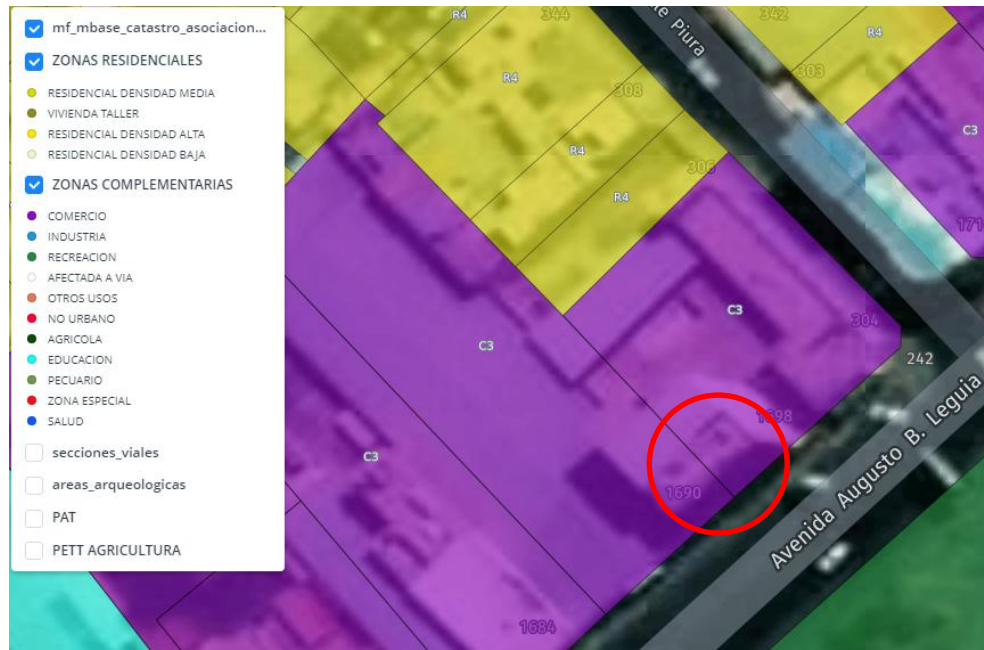 mf_mbase_catastro_asociacion...
ZONAS RESIDENCIALES
RESIDENCIAL DENSIDAD MEDIA
VIVIENDA TALLER
RESIDENCIAL DENSIDAD ALTA
RESIDENCIAL DENSIDAD BAJA
ZONAS COMPLEMENTARIAS
COMERCIO
INDUSTRIA
RECREACION
AFECTADA A VIA
OTROS USOS
NO URBANO
AGRICOLA
EDUCACION
PECUARIO
ZONA ESPECIAL
SALUD
secciones_viales
areas_arqueologicas
PAT
PETT AGRICULTURA
R4
344
Piura
342
R4
R4
308
303
R4
C3
306
R4
171
C3
304
C3
242
1698
C3
1690
Avenida Augusto B. Leguia
1684